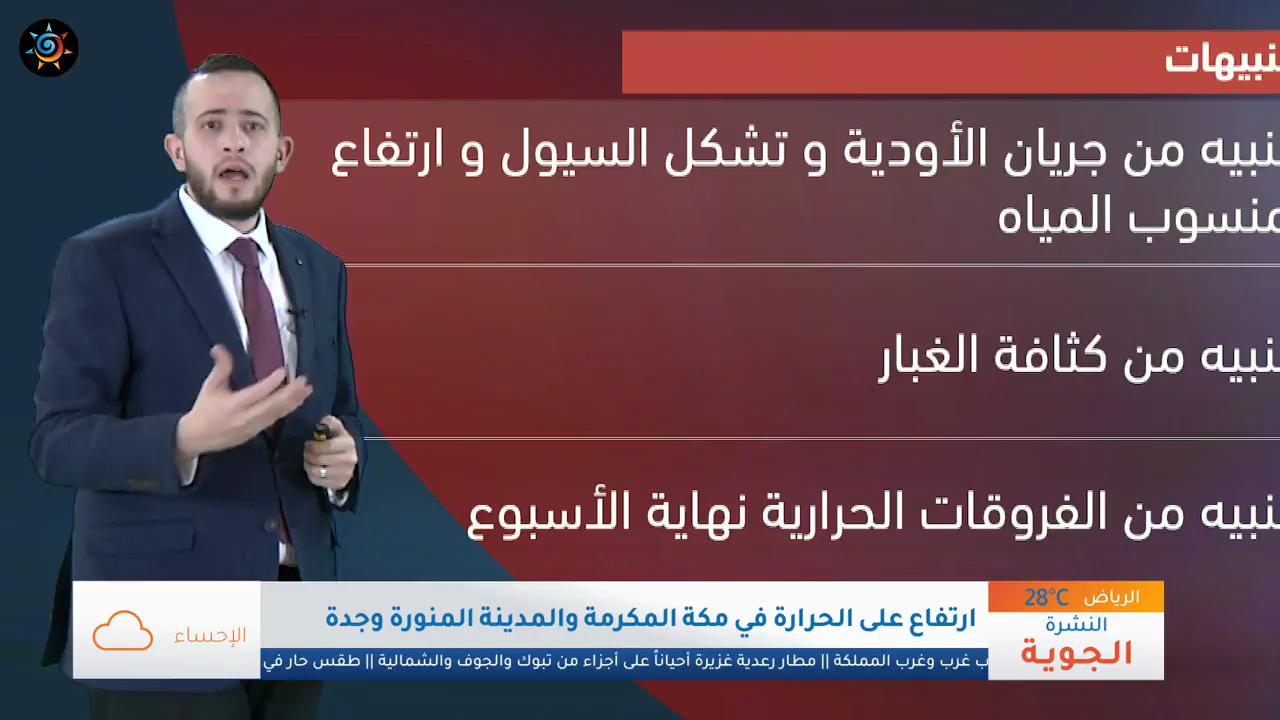 نبيهات
نبيه من جريان الأودية و تشكل السيول و ارتفاع
منسوب المياه
نبيه من كثافة الغبار
نبيه من الفروقات الحرارية نهاية الأسبوع
الرياض 28°C
النشرة
الجوية
ارتفاع على الحرارة في مكة المكرمة والمدينة المنورة وجدة
ب غرب وغرب المملكة || مطار رعدية غزيرة أحياناً على أجزاء من تبوك والجوف والشمالية || طقس حار في
الإحساء